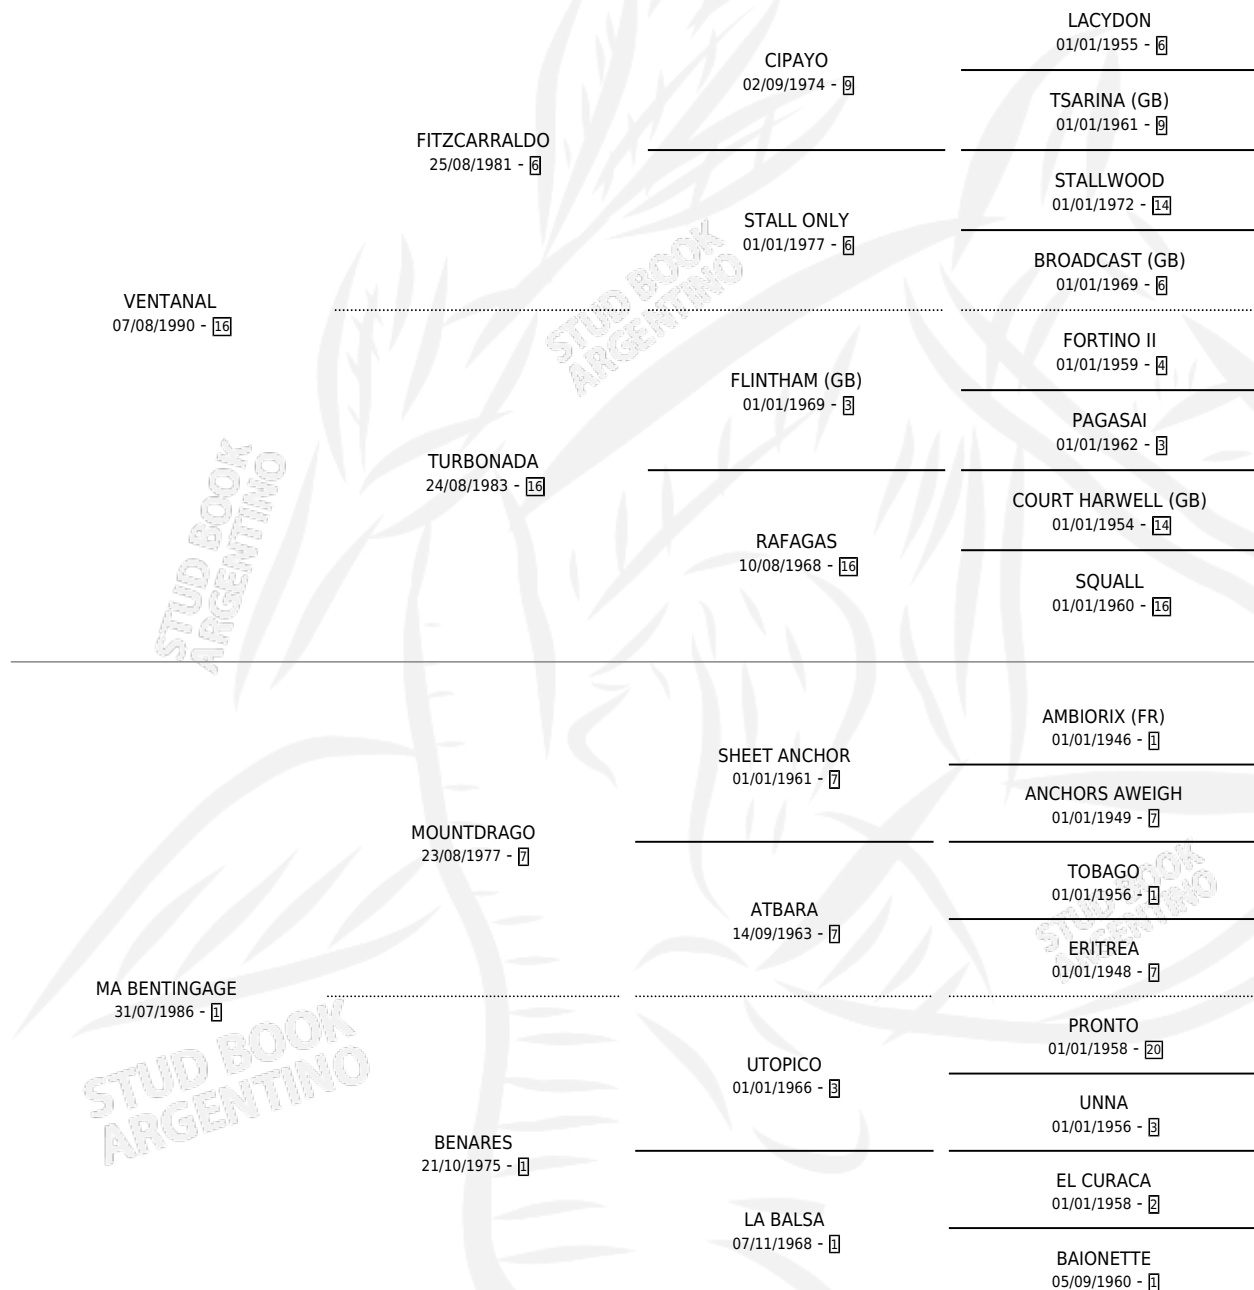 LACYDON
01/01/1955 - 6
CIPAYO
02/09/1974 - 9
TSARINA (GB)
01/01/1961 - 9
FITZCARRALDO
25/08/1981 - 6
STALLWOOD
01/01/1972 - 14
STALL ONLY
01/01/1977 - 6
BROADCAST (GB)
01/01/1969 - 6
VENTANAL
07/08/1990 - 16
STUD BOOK
ARGENTINO
FORTINO II
01/01/1959 - 4
FLINTHAM (GB)
01/01/1969 - 3
PAGASAI
01/01/1962 - 3
TURBONADA
24/08/1983 - 16
COURT HARWELL (GB)
01/01/1954 - 14
RAFAGAS
10/08/1968 - 16
SQUALL
01/01/1960 - 16
STUD BOOK
ARGENTINO
AMBIORIX (FR)
01/01/1946 - 1
SHEET ANCHOR
01/01/1961 - 7
ANCHORS AWEIGH
01/01/1949 - 7
MOUNTDRAGO
23/08/1977 - 7
TOBAGO
01/01/1956 - 1
ATBARA
14/09/1963 - 7
ERITREA
01/01/1948 - 7
STUD BOOK
ARGENTINO
MA BENTINGAGE
31/07/1986 - 1
PRONTO
01/01/1958 - 20
UTOPICO
01/01/1966 - 3
UNNA
01/01/1956 - 3
STUD BOOK
ARGENTINO
BENARES
21/10/1975 - 1
EL CURACA
01/01/1958 - 2
LA BALSA
07/11/1968 - 1
BAIONETTE
05/09/1960 - 1